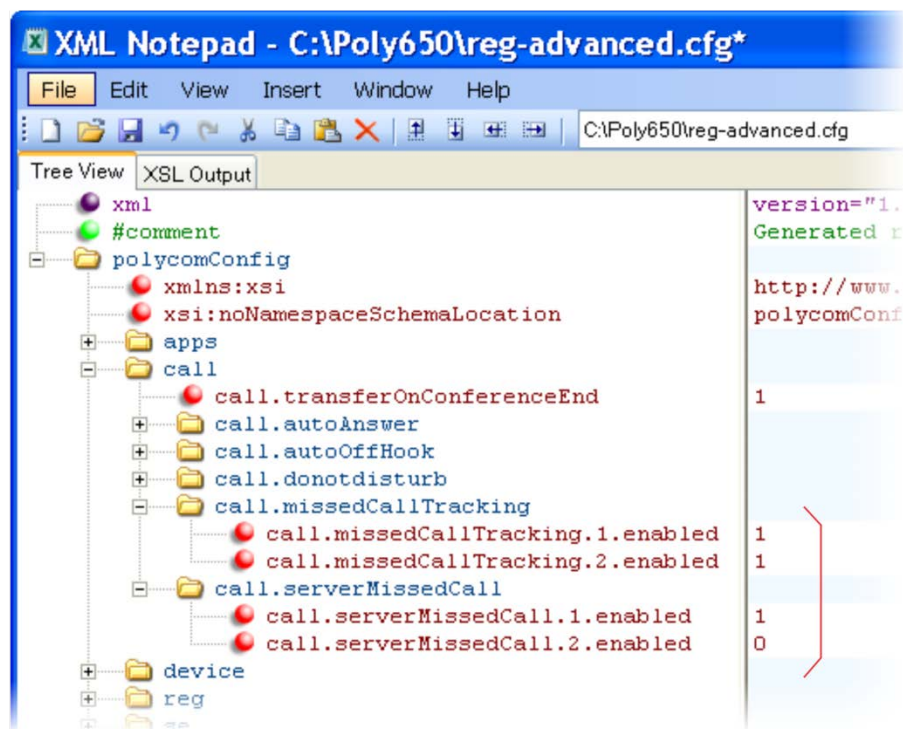 XML Notepad - C:\Poly650\reg-advanced.cfg*
File Edit View Insert Window Help
C:\Poly650\reg-advanced.cfg
Tree View XSL Output
xml version="1.
#comment Generated r
polycomConfig
xmlns:xsi http://www.
xsi:noNamespaceSchemaLocation polycomConf
apps
call
call.transferOnConferenceEnd 1
call.autoAnswer
call.autoOffHook
call.donotdisturb
call.missedCallTracking
call.missedCallTracking.1.enabled 1
call.missedCallTracking.2.enabled 1
call.serverMissedCall
call.serverMissedCall.1.enabled 1
call.serverMissedCall.2.enabled 0
device
reg
se